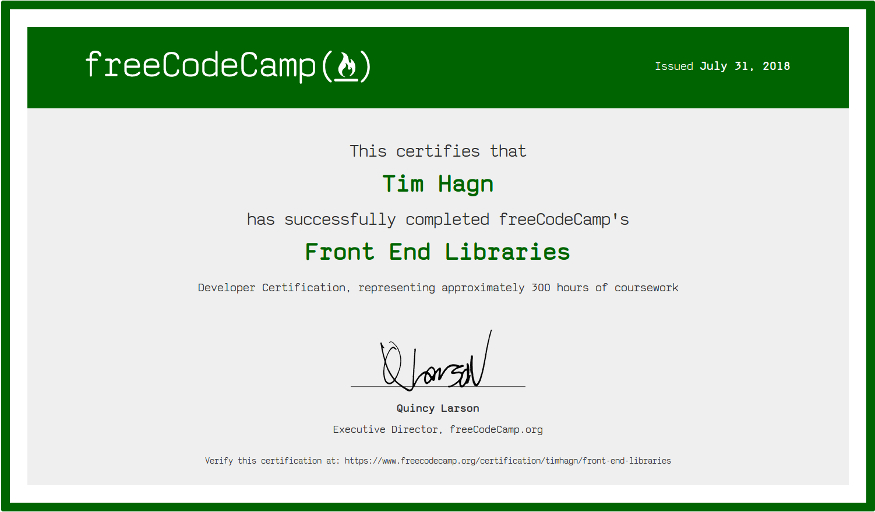 freeCodeCamp(🔥)
Issued July 31, 2018
This certifies that
Tim Hagn
has successfully completed freeCodeCamp's
Front End Libraries
Developer Certification, representing approximately 300 hours of coursework
Q Larson
Quincy Larson
Executive Director, freeCodeCamp.org
Verify this certification at: https://www.freecodecamp.org/certification/timhagn/front-end-libraries